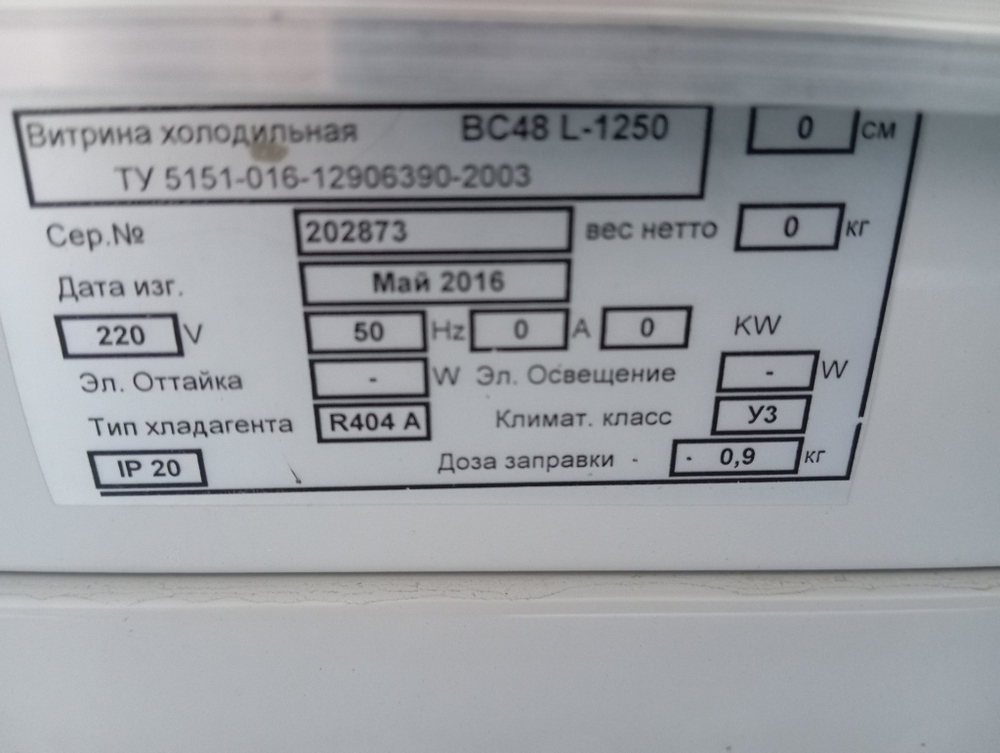 Витрина холодильная ВС48 L-1250 0 см
ТУ 5151-016-12906390-2003
Сер.№ 202873 вес нетто 0 кг
Дата изг. Май 2016
220 V 50 Hz 0 A 0 KW
Эл. Оттайка - W Эл. Освещение - W
Тип хладагента R404 A Климат. класс У3
IP 20 Доза заправки - - 0,9 кг